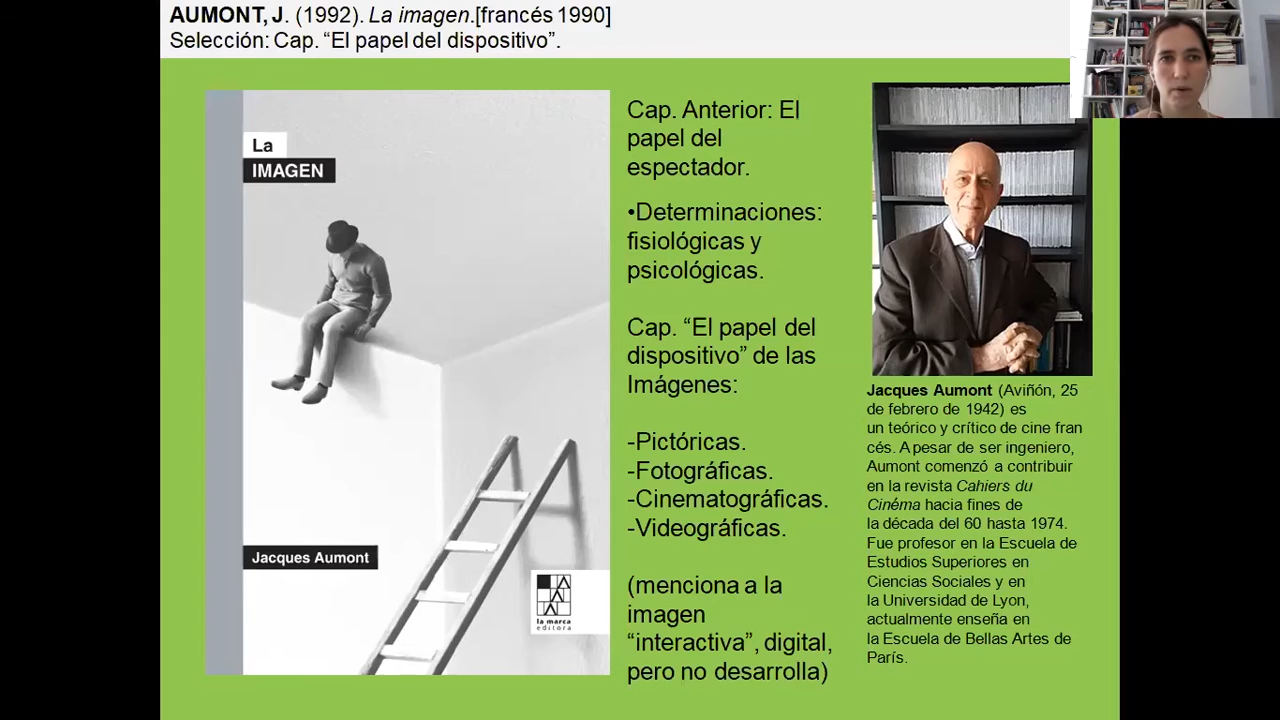 AUMONT, J. (1992). La imagen.[francés 1990]
Selección: Cap. “El papel del dispositivo”.
La
IMAGEN
Jacques Aumont
la marca
editora
Cap. Anterior: El
papel del
espectador.
•Determinaciones:
fisiológicas y
psicológicas.
Cap. “El papel del
dispositivo” de las
Imágenes:
-Pictóricas.
-Fotográficas.
-Cinematográficas.
-Videográficas.
(menciona a la
imagen
“interactiva”, digital,
pero no desarrolla)
Jacques Aumont (Aviñón, 25
de febrero de 1942) es
un teórico y crítico de cine fran
cés. A pesar de ser ingeniero,
Aumont comenzó a contribuir
en la revista Cahiers du
Cinéma hacia fines de
la década del 60 hasta 1974.
Fue profesor en la Escuela de
Estudios Superiores en
Ciencias Sociales y en
la Universidad de Lyon,
actualmente enseña en
la Escuela de Bellas Artes de
París.